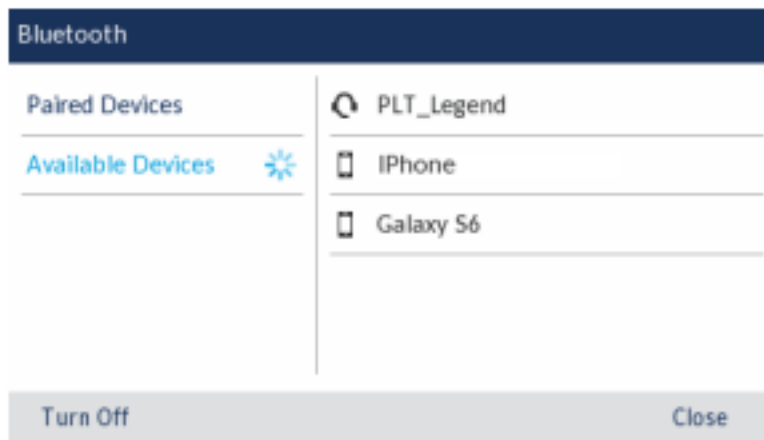 Bluetooth
Paired Devices
Available Devices
PLT_Legend
IPhone
Galaxy S6
Turn Off
Close